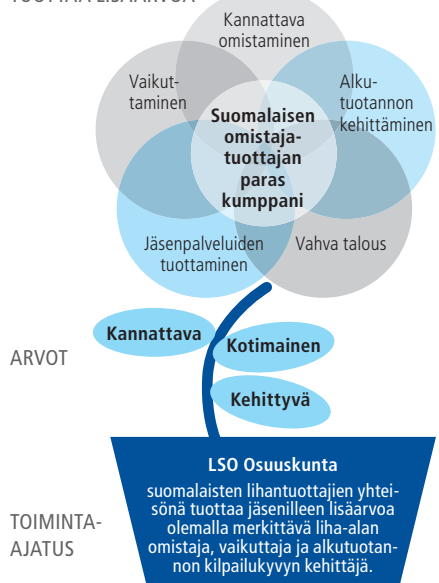 Kannattava
omistaminen
Vaikut-
taminen
Alku-
tuotannon
kehittäminen
Suomalaisen
omistaja-
tuottajan
paras
kumppani
Jäsenpalveluiden
tuottaminen
Vahva talous
Kannattava
Kotimainen
ARVOT
Kehittyvä
LSO Osuuskunta
suomalaisten lihantuottajien yhtei-
sönä tuottaa jäsenilleen lisäarvoa
olemalla merkittävä liha-alan
omistaja, vaikuttaja ja alkutuotan-
non kilpailukyvyn kehittäjä.
TOIMINTA-
AJATUS